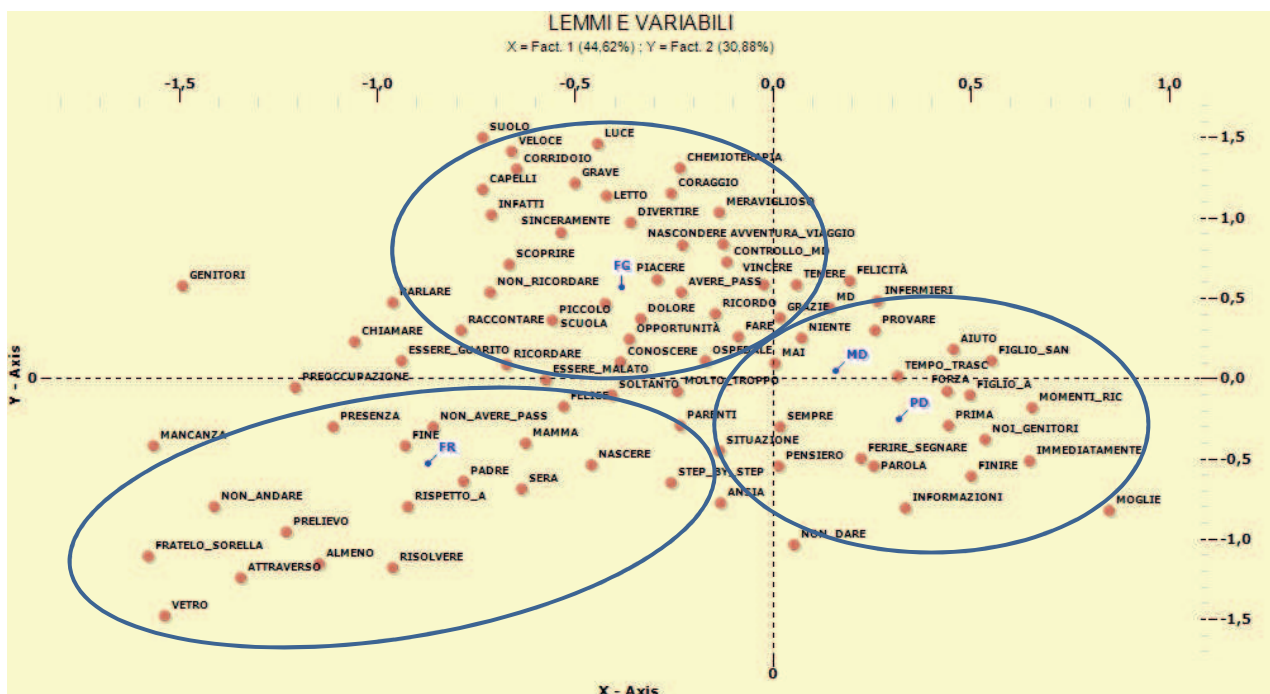 LEMMI E VARIABILI
X = Fact. 1 (44,62%) ; Y = Fact. 2 (30,88%)
-1,5 -1,0 -0,5 0,0 0,5 1,0
SUOLO
LUCE
VELOCE
1,5
CORRIDOIO
CHEMIOTERAPIA
GRAVE
CAPELLI
CORAGGIO
LETTO
MERAVIGLIOSO
INFATTI
DIVERTIRE
1,0
SINCERAMENTE
NASCONDERE AVVENTURA_VIAGGIO
CONTROLLO_MD
SCOPRIRE
FG PIACERE VINCERE
GENITORI
TENERE FELICITÀ
NON_RICORDARE
AVERE_PASS
PARLARE
INFERMIERI
0,5
PICCOLO
DOLORE
RICORDO
GRAZIE
MD
RACCONTARE
SCUOLA
PROVARE
CHIAMARE
OPPORTUNITÀ
FARE
NIENTE
AIUTO
ESSERE_GUARITO
RICORDARE
CONOSCERE
OSPEDALE
MAI
MD
FIGLIO_SAN
ESSERE_MALATO
TEMPO_TRASC
0
PREOCCUPAZIONE
MOLTO_TROPPO
FORZA
0,0
SOLTANTO
FIGLIO_A
FELICE
MOMENTI_RIC
PD
PRESENZA
NON_AVERE_PASS
PARENTI
SEMPRE
PRIMA
MANCANZA
FINE
MAMMA
NOI_GENITORI
FR
SITUAZIONE
NASCERE
PENSIERO
FERIRE_SEGNARE
IMMEDIATAMENTE
-0,5
PADRE
SERA
STEP_BY_STEP
PAROLA
FINIRE
NON_ANDARE
RISPETTO_A
ANSIA
INFORMAZIONI
MOGLIE
PRELIEVO
NON_DARE
-1,0
FRATELO_SORELLA
ALMENO
RISOLVERE
ATTRAVERSO
VETRO
-1,5
0
Y - Axis
X - Axis